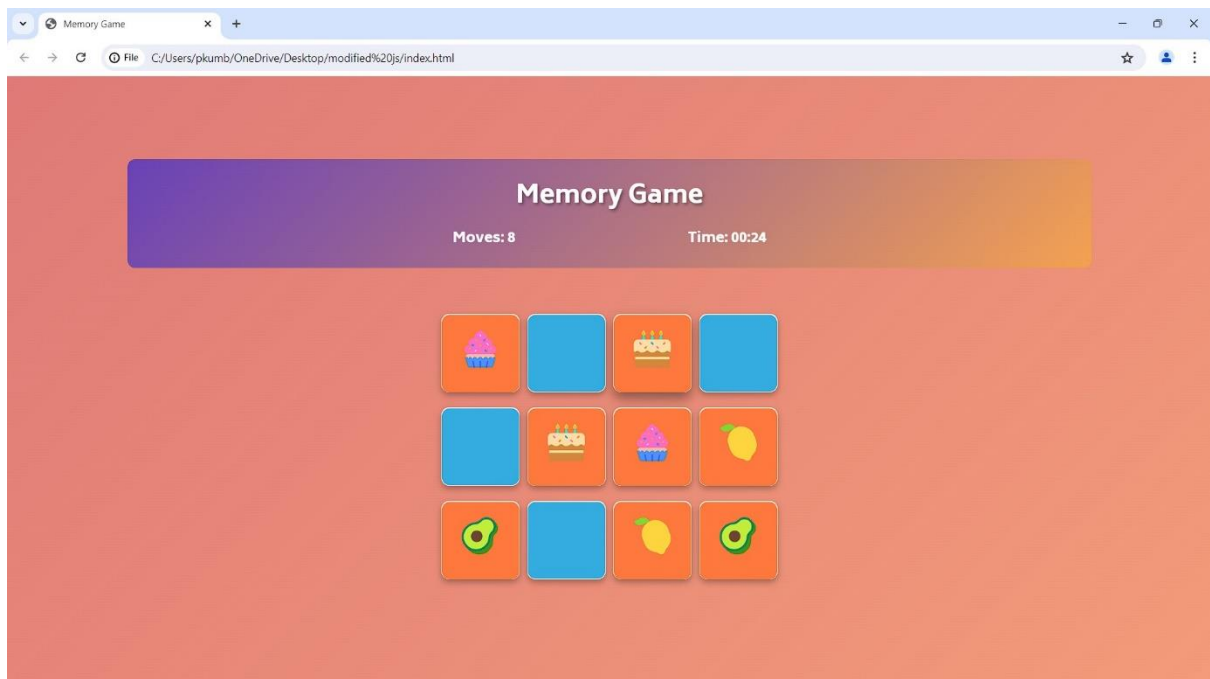 Memory Game
File C:/Users/pkumb/OneDrive/Desktop/modified%20js/index.html
Memory Game
Moves: 8 Time: 00:24